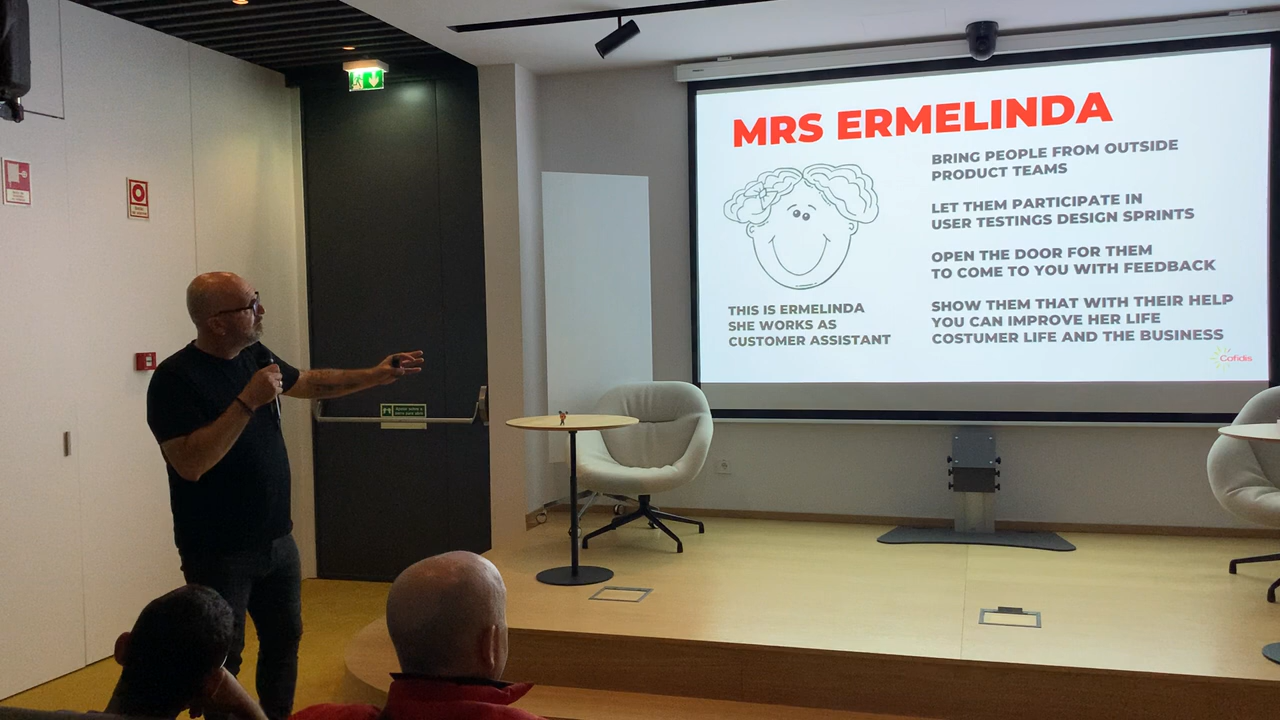 MRS ERMELINDA
THIS IS ERMELINDA
SHE WORKS AS
CUSTOMER ASSISTANT
BRING PEOPLE FROM OUTSIDE
PRODUCT TEAMS
LET THEM PARTICIPATE IN
USER TESTINGS DESIGN SPRINTS
OPEN THE DOOR FOR THEM
TO COME TO YOU WITH FEEDBACK
SHOW THEM THAT WITH THEIR HELP
YOU CAN IMPROVE HER LIFE
COSTUMER LIFE AND THE BUSINESS
Cofidis